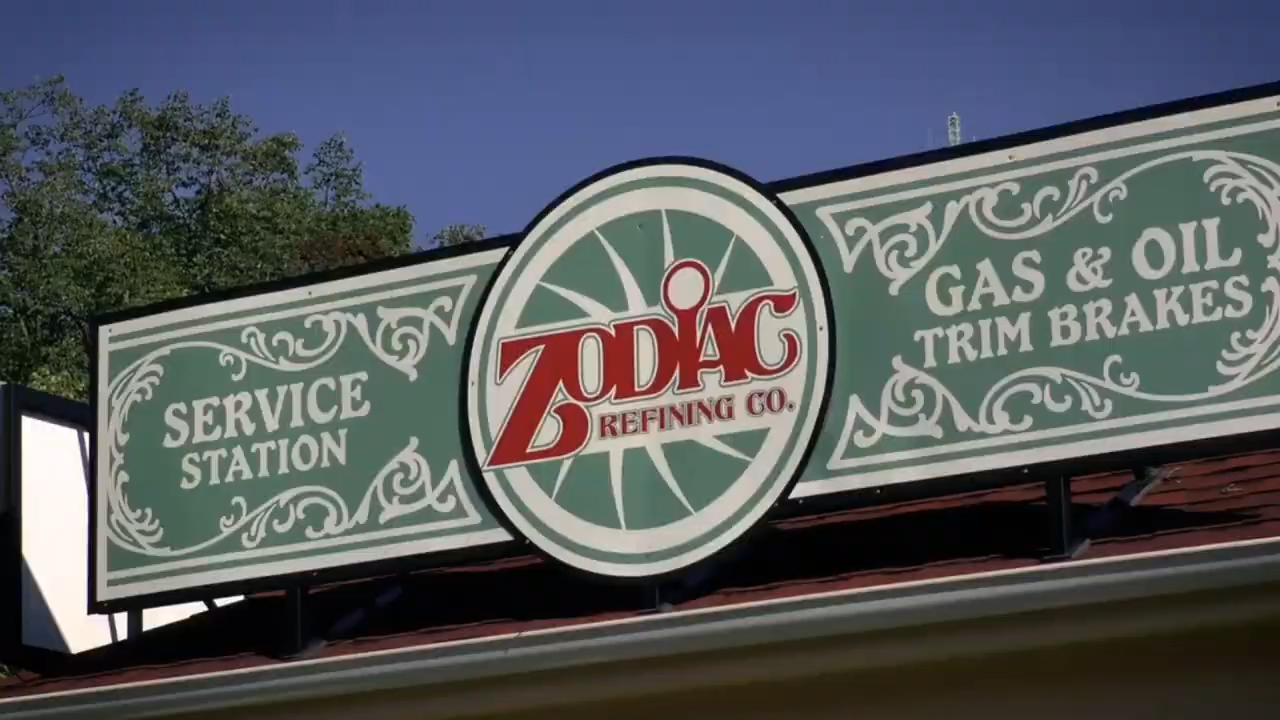 SERVICE
STATION
ZODIAC
REFINING CO.
GAS & OIL
TRIM BRAKES